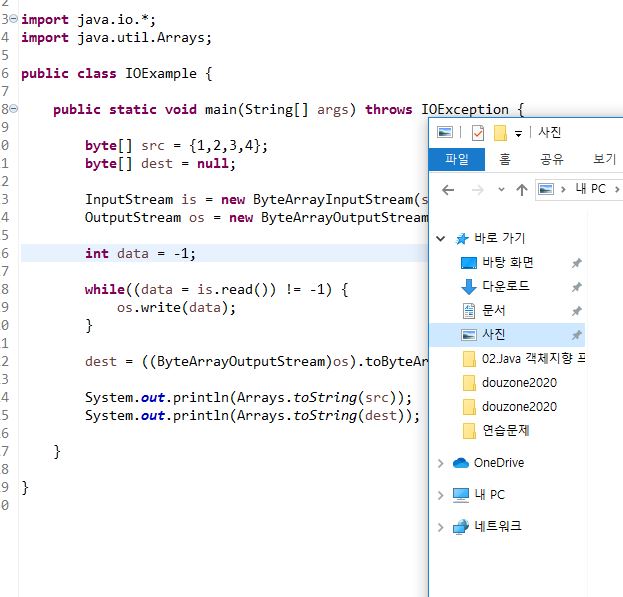 2
3 import java.io.*;
4 import java.util.Arrays;
5
6 public class IOExample {
7
8 public static void main(String[] args) throws IOException {
9
0 byte[] src = {1,2,3,4};
1 byte[] dest = null;
2
3 InputStream is = new ByteArrayInputStream(s
4 OutputStream os = new ByteArrayOutputStream
5
6 int data = -1;
7
8 while((data = is.read()) != -1) {
9 os.write(data);
0 }
1
2 dest = ((ByteArrayOutputStream)os).toByteAr
3
4 System.out.println(Arrays.toString(src));
5 System.out.println(Arrays.toString(dest));
6
7 }
8
9 }
0
사진
파일 홈 공유 보기
내 PC
바로 가기
바탕 화면
다운로드
문서
사진
02.Java 객체지향 프
douzone2020
douzone2020
연습문제
OneDrive
내 PC
네트워크